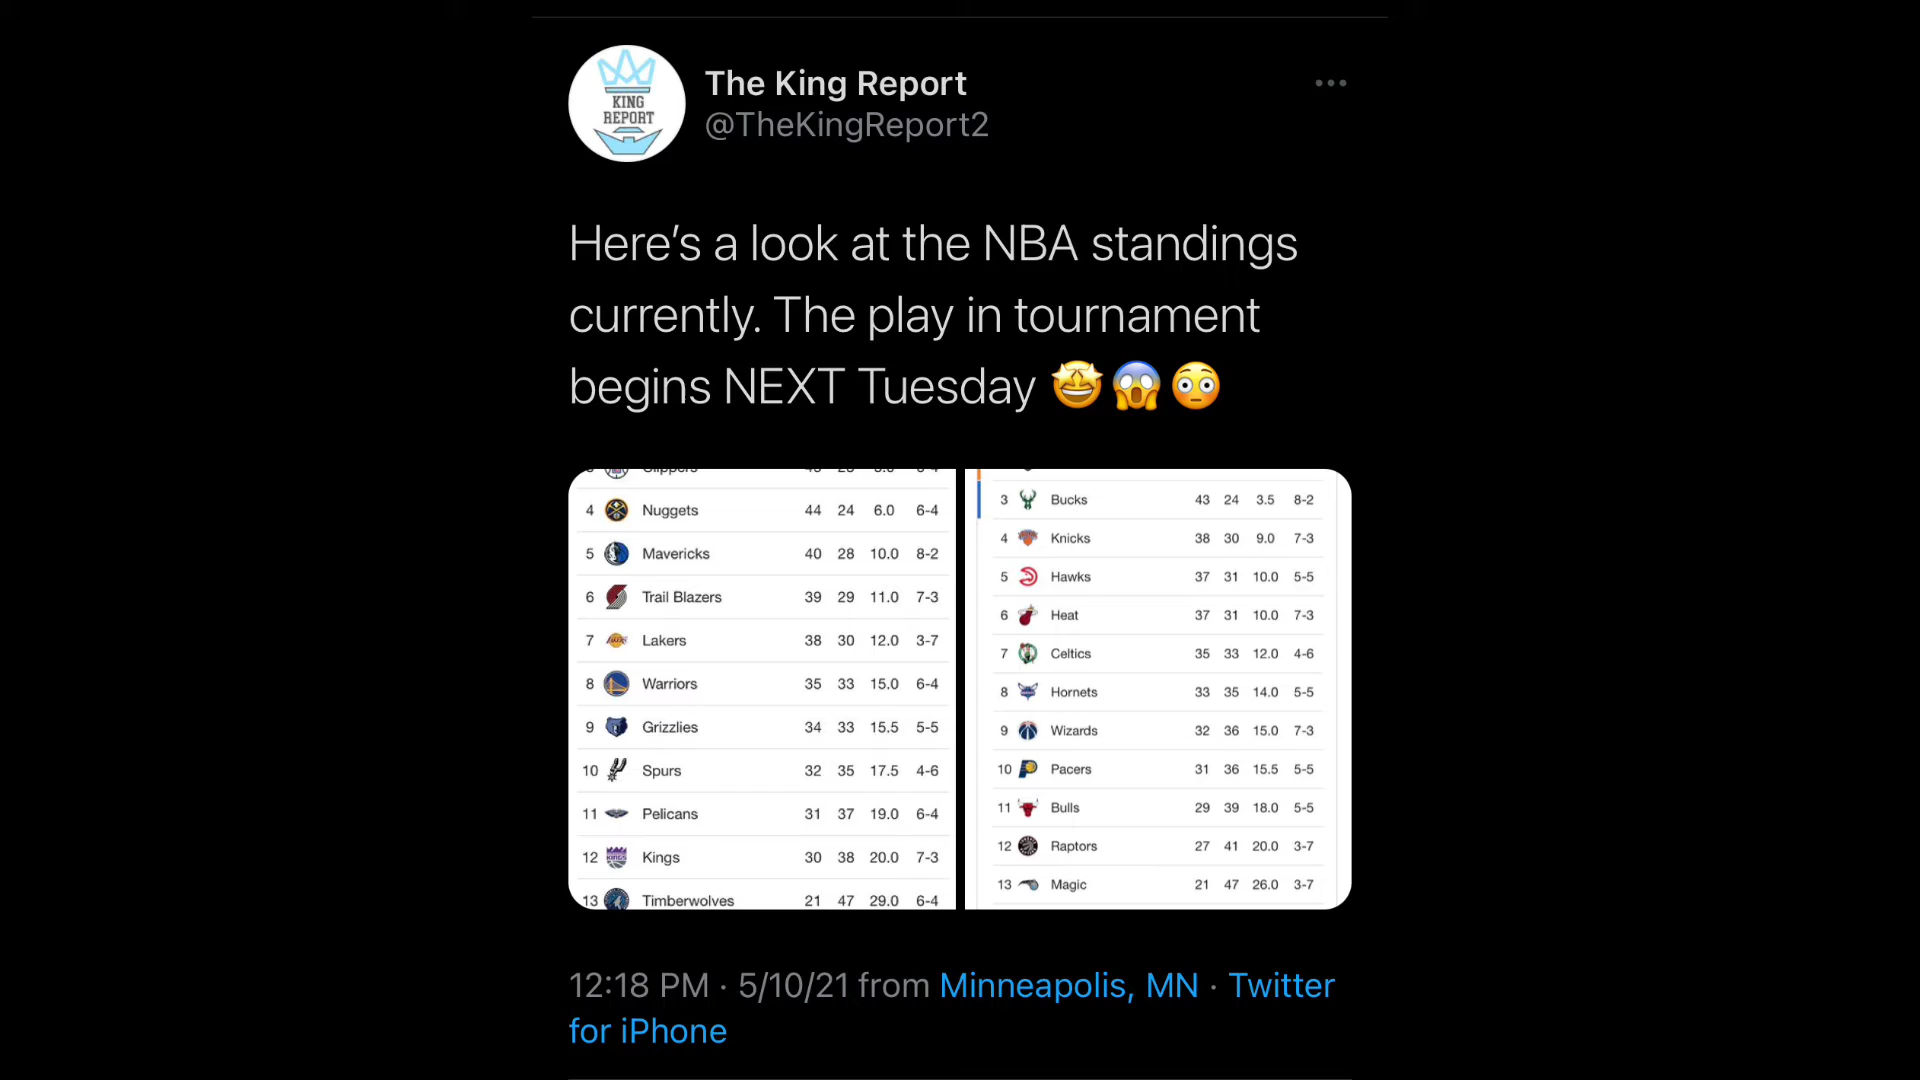 KING
REPORT
The King Report
@TheKingReport2
Here’s a look at the NBA standings
currently. The play in tournament
begins NEXT Tuesday 🤩😱😳
4 Nuggets 44 24 6.0 6-4
5 Mavericks 40 28 10.0 8-2
6 Trail Blazers 39 29 11.0 7-3
7 Lakers 38 30 12.0 3-7
8 Warriors 35 33 15.0 6-4
9 Grizzlies 34 33 15.5 5-5
10 Spurs 32 35 17.5 4-6
11 Pelicans 31 37 19.0 6-4
12 Kings 30 38 20.0 7-3
13 Timberwolves 21 47 29.0 6-4
3 Bucks 43 24 3.5 8-2
4 Knicks 38 30 9.0 7-3
5 Hawks 37 31 10.0 5-5
6 Heat 37 31 10.0 7-3
7 Celtics 35 33 12.0 4-6
8 Hornets 33 35 14.0 5-5
9 Wizards 32 36 15.0 7-3
10 Pacers 31 36 15.5 5-5
11 Bulls 29 39 18.0 5-5
12 Raptors 27 41 20.0 3-7
13 Magic 21 47 26.0 3-7
12:18 PM · 5/10/21 from Minneapolis, MN · Twitter
for iPhone